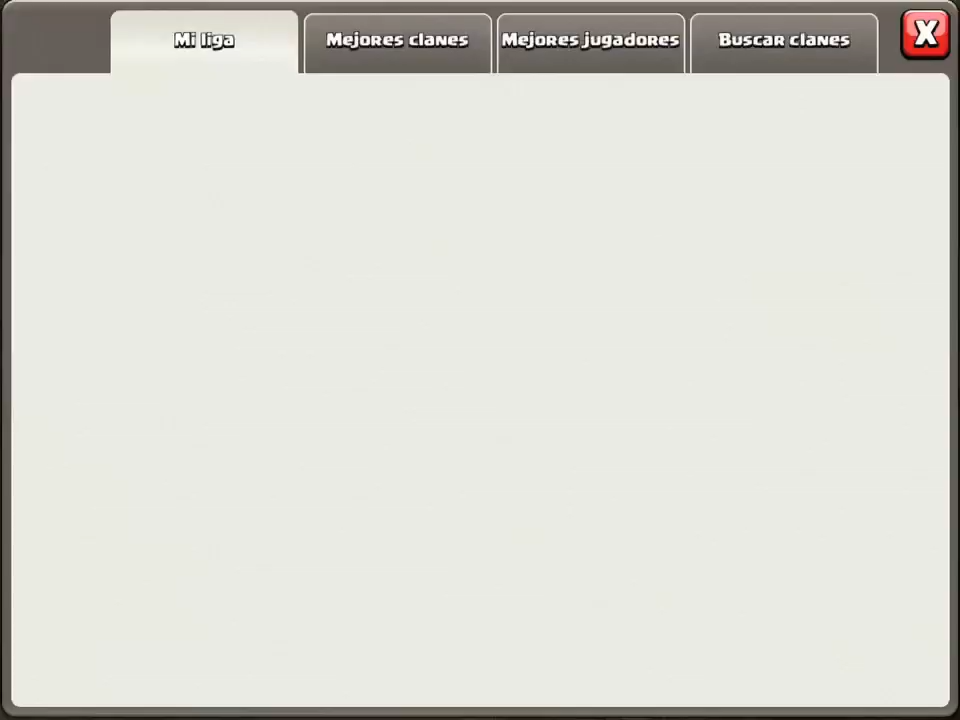 Mi liga
Mejores clanes
Mejores jugadores
Buscar clanes
X